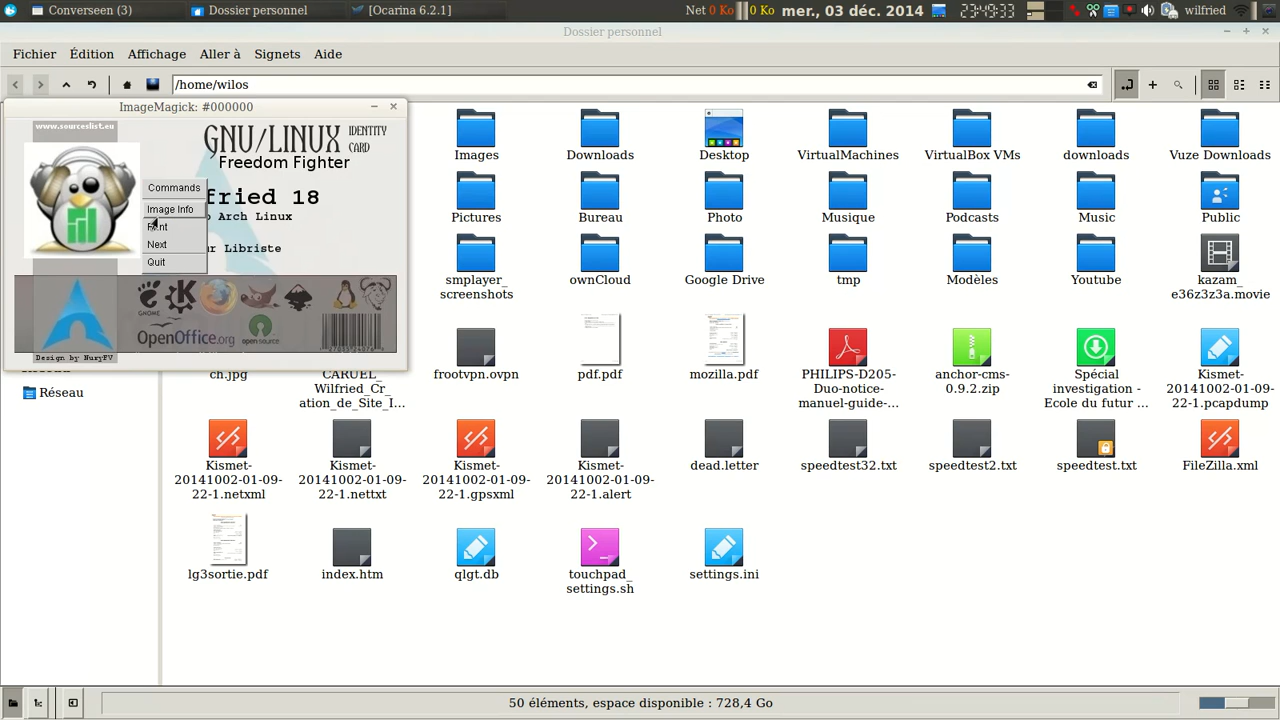 Converseen (3)
Dossier personnel
[Ocarina 6.2.1]
Net 0 Ko 0 Ko mer., 03 déc. 2014 23:49:33 wilfried
Dossier personnel
Fichier Édition Affichage Aller à Signets Aide
/home/wilos
ImageMagick: #000000
www.sourceslist.eu
GNU/LINUX IDENTITY CARD
Freedom Fighter
fried 18
Arch Linux
Libriste
Commands
Image Info
Print
Next
Quit
GNOME
OpenOffice.org
open source
Design by NuryPV
Réseau
Images
Downloads
Desktop
VirtualMachines
VirtualBox VMs
downloads
Vuze Downloads
Pictures
Bureau
Photo
Musique
Podcasts
Music
Public
smplayer_
screenshots
ownCloud
Google Drive
tmp
Modèles
Youtube
kazam_
e36z3z3a.movie
ch.jpg
CARUEL_
Wilfried_Cr_
ation_de_Site_I...
frootvpn.ovpn
pdf.pdf
mozilla.pdf
PHILIPS-D205-
Duo-notice-
manuel-guide-...
anchor-cms-
0.9.2.zip
Spécial
investigation -
Ecole du futur ...
Kismet-
20141002-01-09-
22-1.pcapdump
Kismet-
20141002-01-09-
22-1.netxml
Kismet-
20141002-01-09-
22-1.nettxt
Kismet-
20141002-01-09-
22-1.gpsxml
Kismet-
20141002-01-09-
22-1.alert
dead.letter
speedtest32.txt
speedtest2.txt
speedtest.txt
FileZilla.xml
lg3sortie.pdf
index.htm
qlgt.db
touchpad_
settings.sh
settings.ini
50 éléments, espace disponible : 728,4 Go